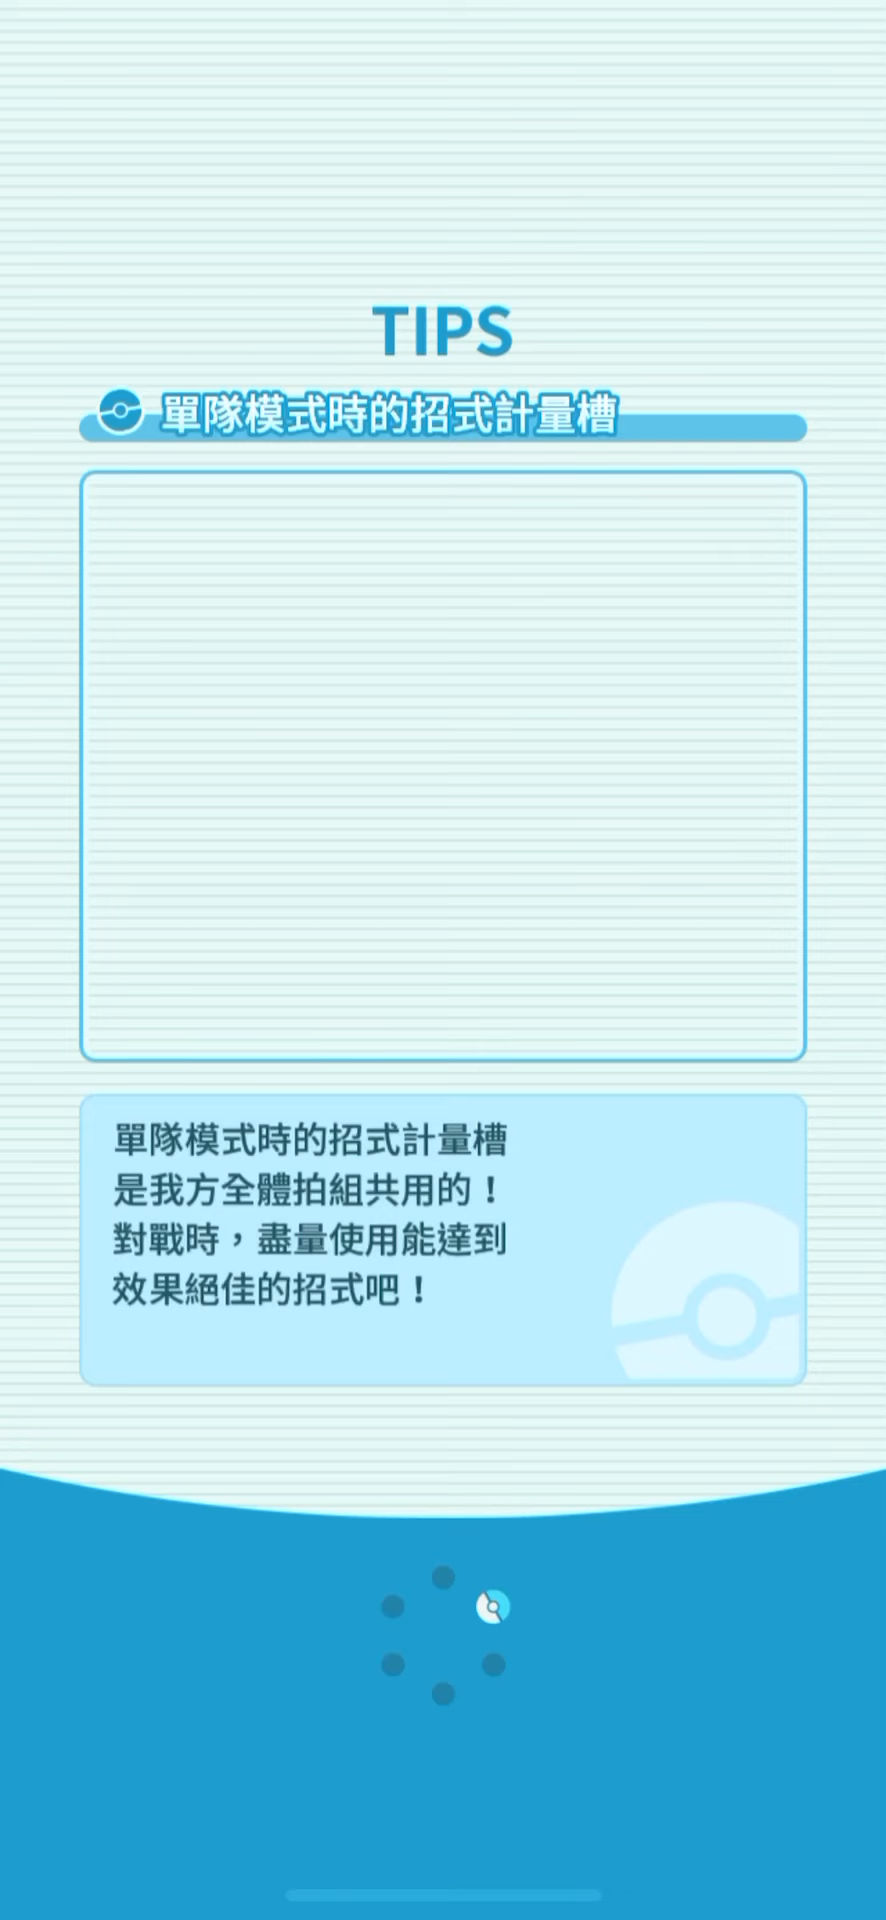 TIPS
單隊模式時的招式計量槽
單隊模式時的招式計量槽
是我方全體拍組共用的！
對戰時，盡量使用能達到
效果絕佳的招式吧！